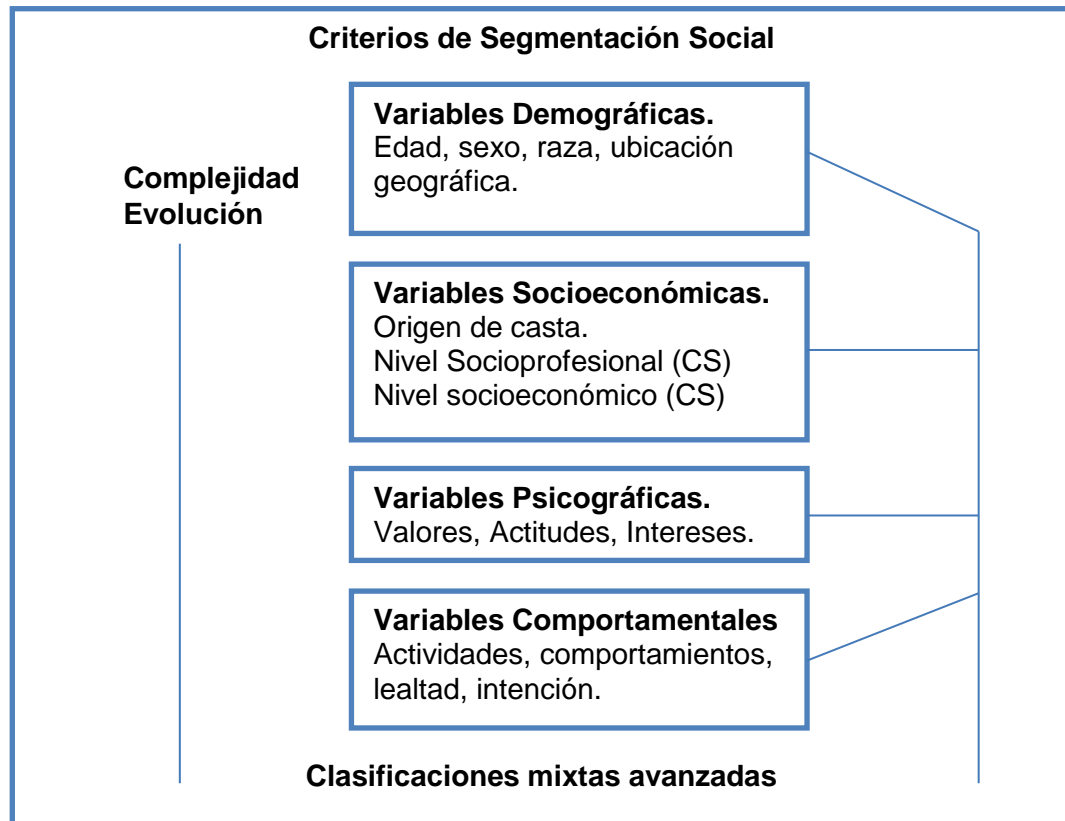 Criterios de Segmentación Social
Variables Demográficas.
Edad, sexo, raza, ubicación
geográfica.
Complejidad
Evolución
Variables Socioeconómicas.
Origen de casta.
Nivel Socioprofesional (CS)
Nivel socioeconómico (CS)
Variables Psicográficas.
Valores, Actitudes, Intereses.
Variables Comportamentales
Actividades, comportamientos,
lealtad, intención.
Clasificaciones mixtas avanzadas